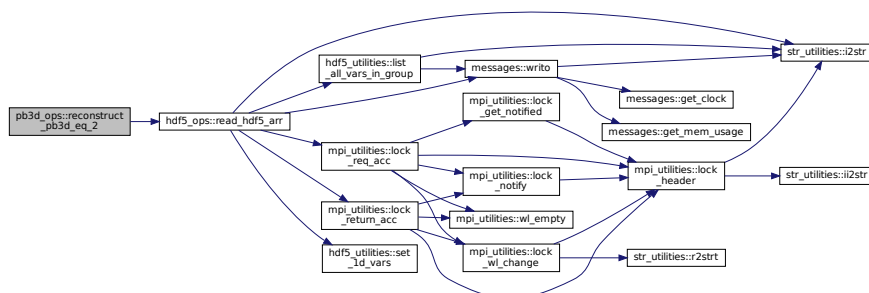 pb3d_ops::reconstruct
_pb3d_eq_2
hdf5_ops::read_hdf5_arr
hdf5_utilities::list
_all_vars_in_group
mpi_utilities::lock
_req_acc
mpi_utilities::lock
_return_acc
hdf5_utilities::set
_1d_vars
messages::writo
mpi_utilities::lock
_get_notified
mpi_utilities::lock
_notify
mpi_utilities::wl_empty
mpi_utilities::lock
_wl_change
messages::get_clock
messages::get_mem_usage
mpi_utilities::lock
_header
str_utilities::r2strt
str_utilities::i2str
str_utilities::ii2str